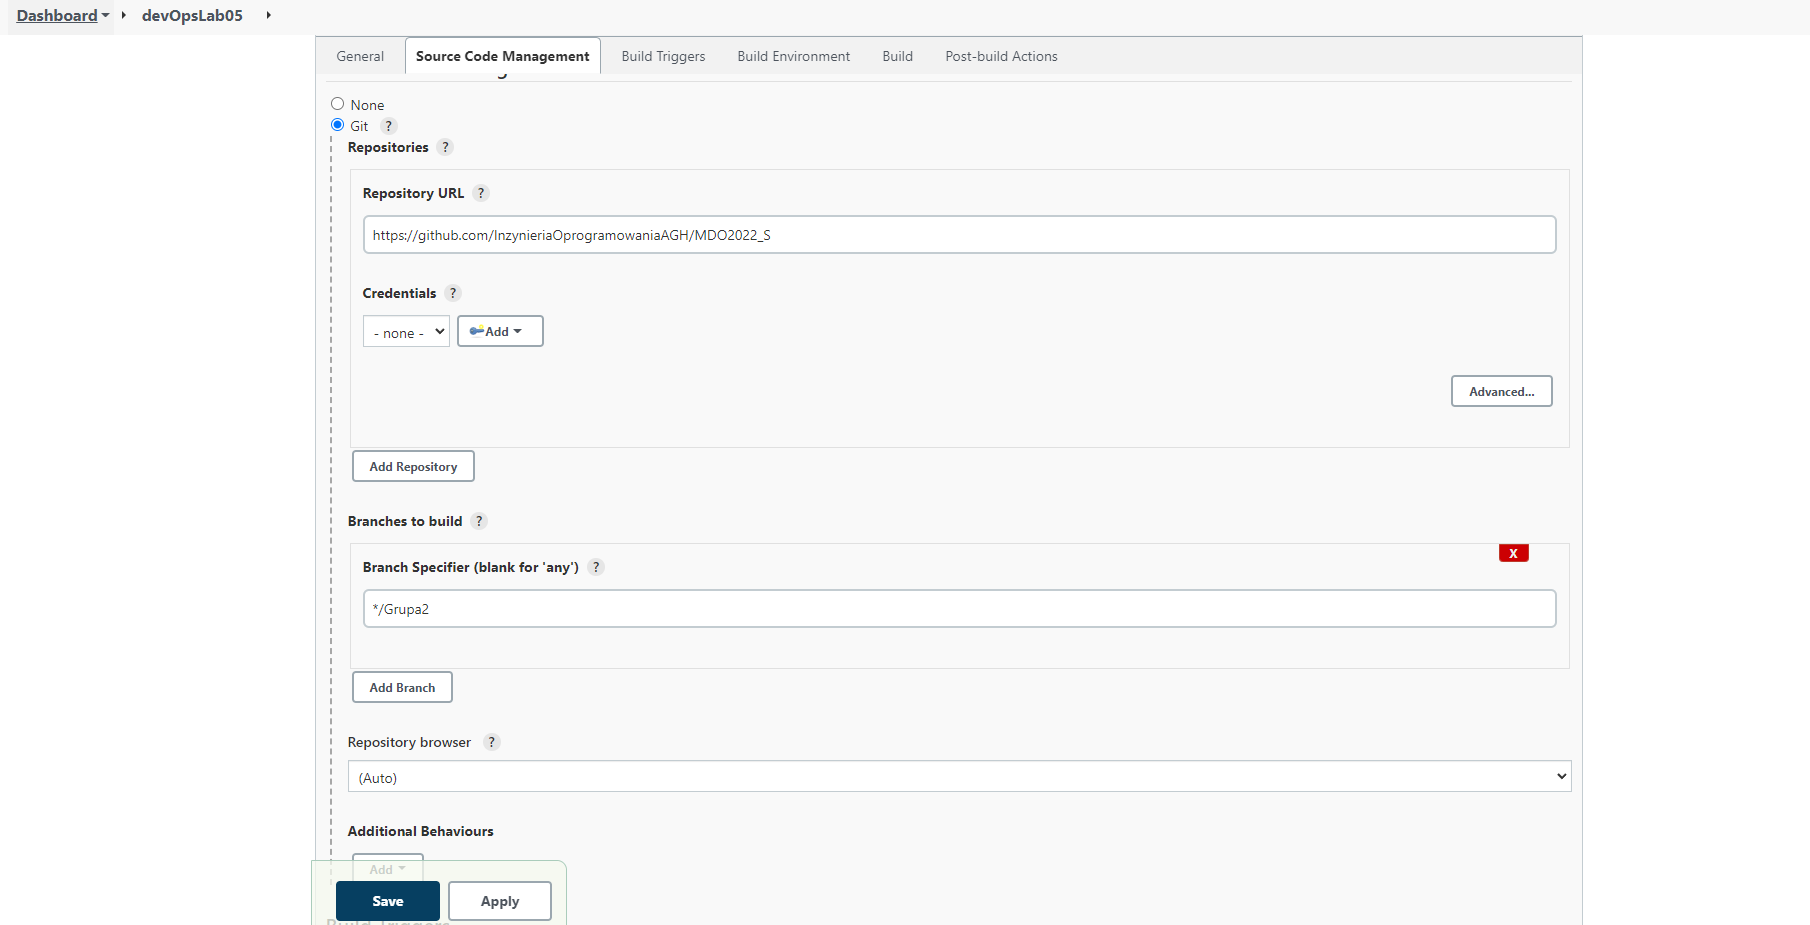 Dashboard devOpsLab05
General Source Code Management Build Triggers Build Environment Build Post-build Actions
None
Git ?
Repositories ?
Repository URL ?
https://github.com/InzynieriaOprogramowaniaAGH/MDO2022_S
Credentials ?
- none - Add
Advanced...
Add Repository
Branches to build ?
X
Branch Specifier (blank for 'any') ?
*/Grupa2
Add Branch
Repository browser ?
(Auto)
Additional Behaviours
Add
Save Apply
Build Triggers